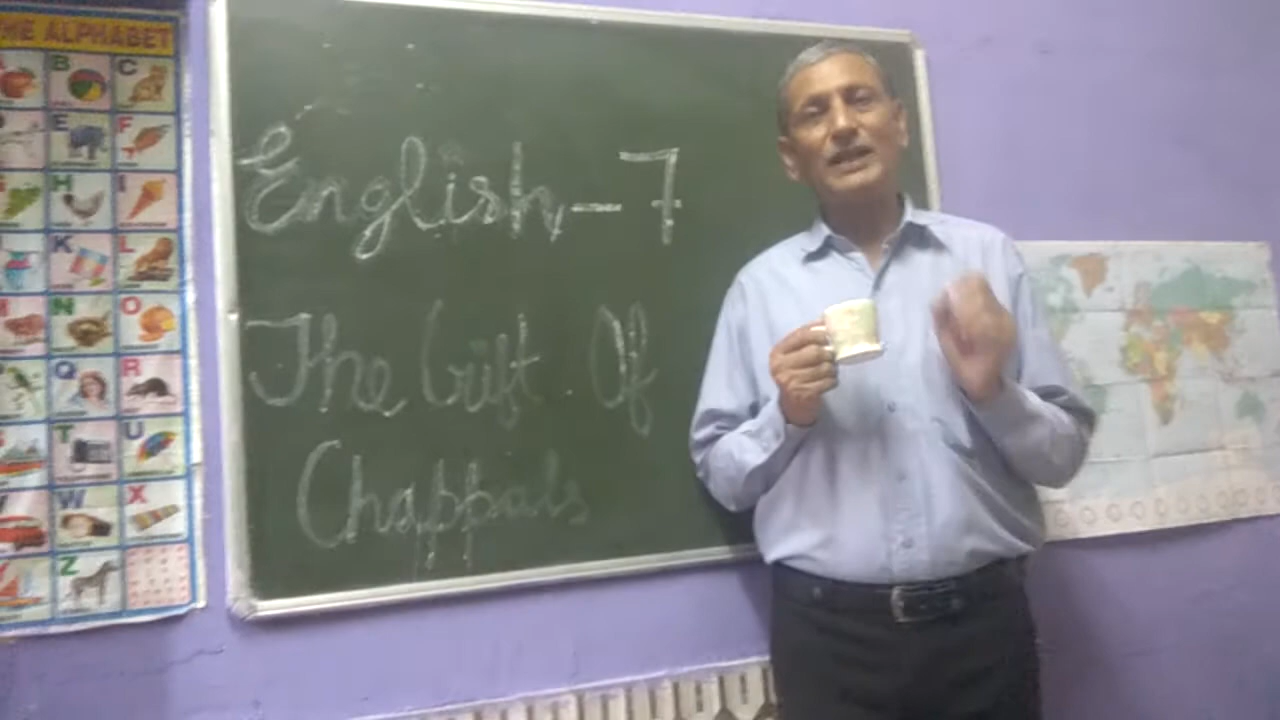 THE ALPHABET
B C
E F
H I
K L
N O
Q R
T U
W X
Z
English-7
The Gift Of
Chappals